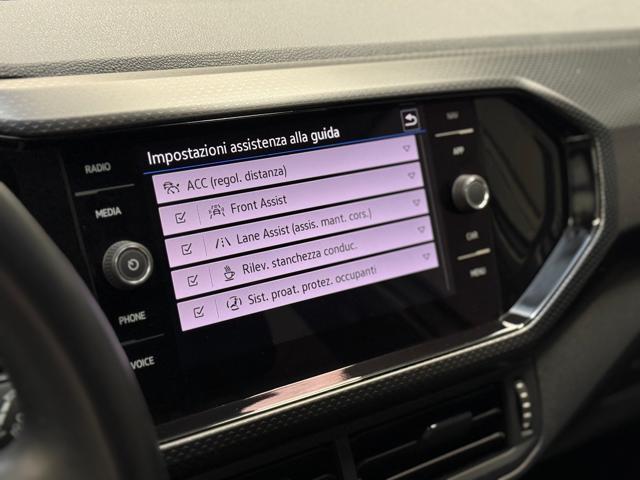 Impostazioni assistenza alla guida
ACC (regol. distanza)
Front Assist
Lane Assist (assis. mant. cors.)
Rilev. stanchezza conduc.
Sist. proat. protez. occupanti
RADIO
MEDIA
PHONE
VOICE
NAV
APP
CAR
MENU